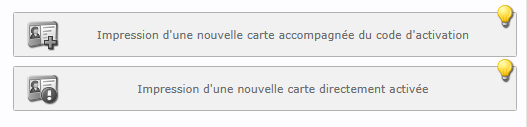 Impression d'une nouvelle carte accompagnée du code d'activation
Impression d'une nouvelle carte directement activée